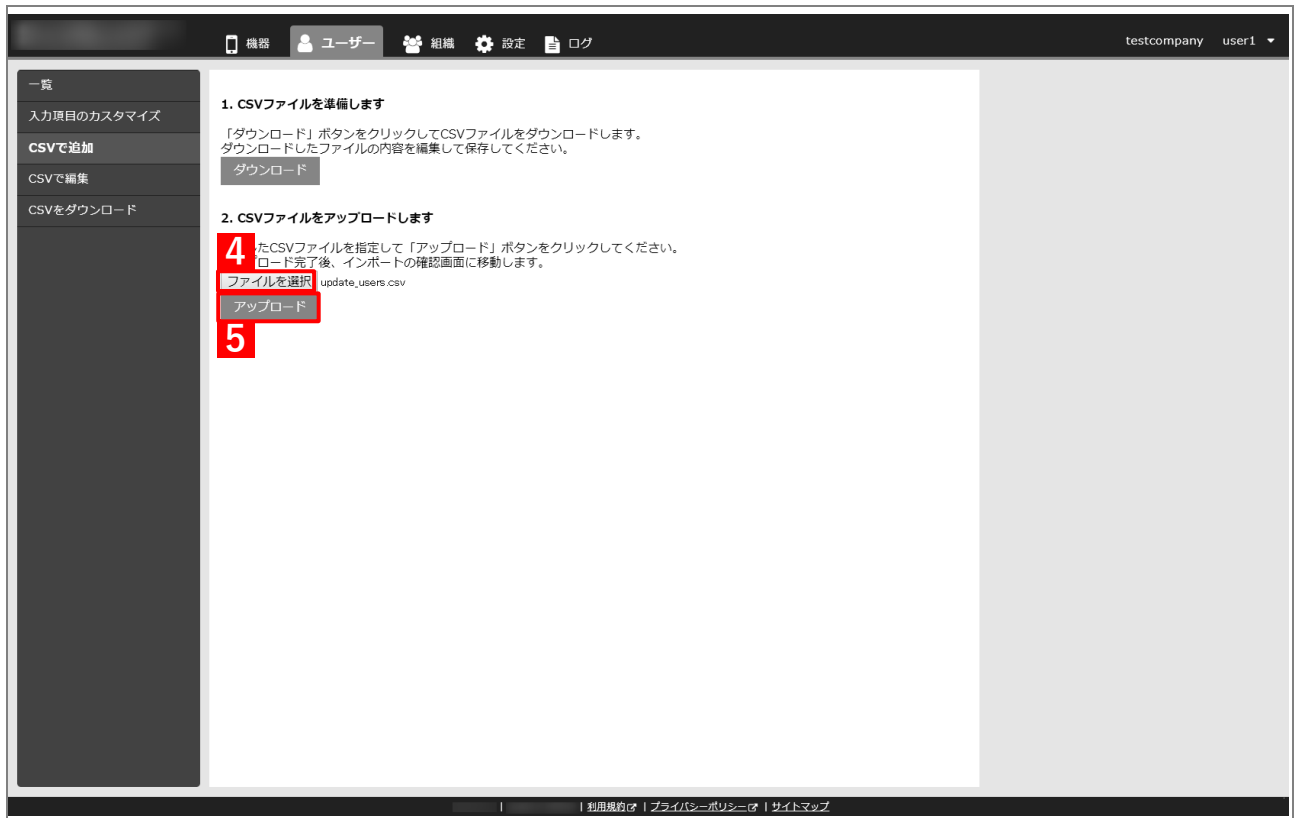 機器 ユーザー 組織 設定 ログ testcompany user1
一覧
入力項目のカスタマイズ
CSVで追加
CSVで編集
CSVをダウンロード
1. CSVファイルを準備します
「ダウンロード」ボタンをクリックしてCSVファイルをダウンロードします。
ダウンロードしたファイルの内容を編集して保存してください。
ダウンロード
2. CSVファイルをアップロードします
4
たCSVファイルを指定して「アップロード」ボタンをクリックしてください。
プロード完了後、インポートの確認画面に移動します。
ファイルを選択 update_users.csv
アップロード
5
| | 利用規約 | プライバシーポリシー | サイトマップ